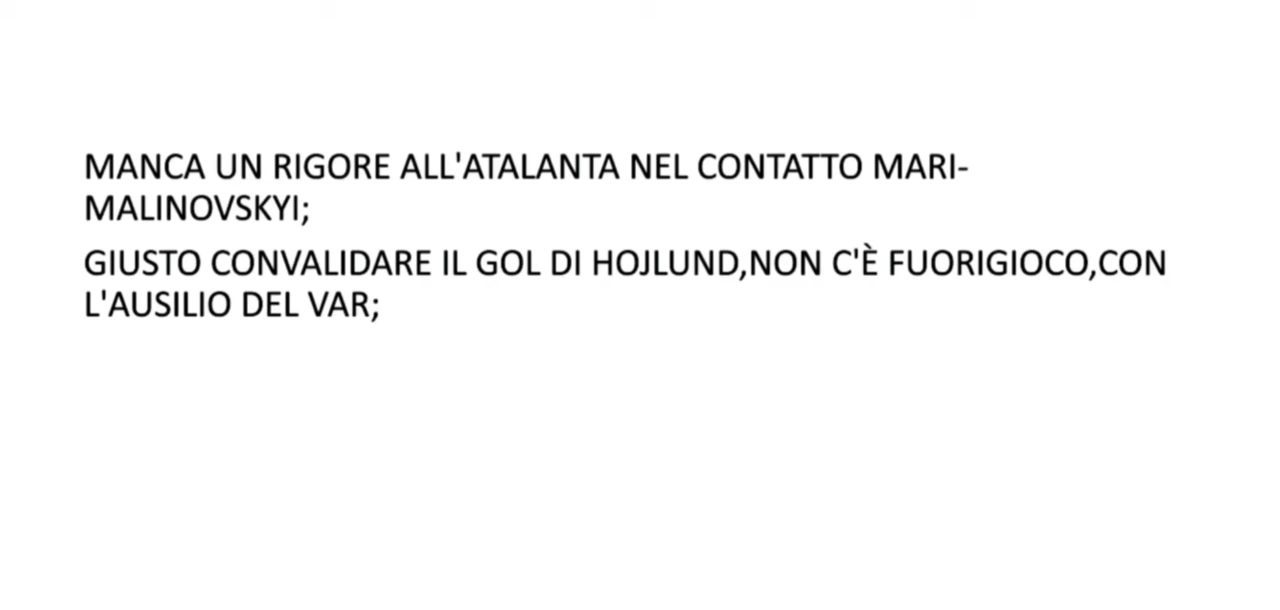 MANCA UN RIGORE ALL'ATALANTA NEL CONTATTO MARI-
MALINOVSKYI;
GIUSTO CONVALIDARE IL GOL DI HOJLUND,NON C'È FUORIGIOCO,CON
L'AUSILIO DEL VAR;